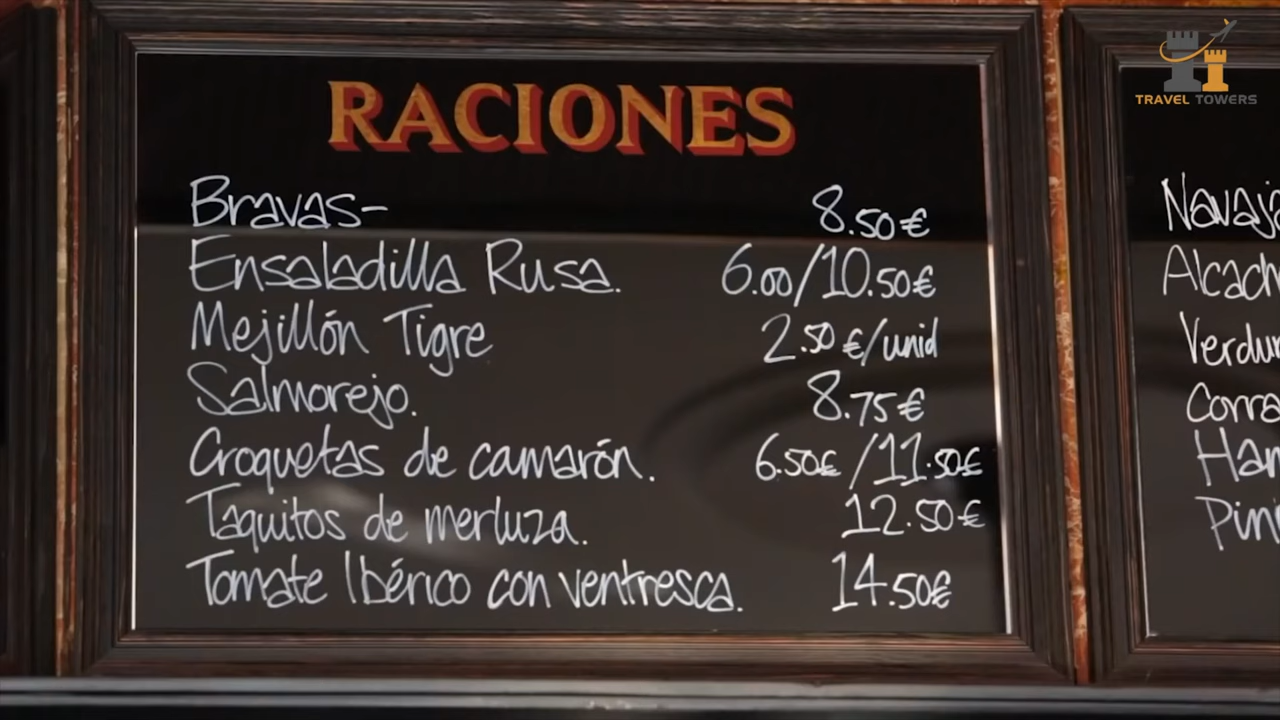 RACIONES
Bravas- 8.50€
Ensaladilla Rusa. 6.00/10.50€
Mejillón Tigre 2.50€/unid
Salmorejo. 8.75€
Croquetas de camarón. 6.50€/11.50€
Taquitos de merluza. 12.50€
Tomate Ibérico con ventresca. 14.50€
TRAVEL TOWERS